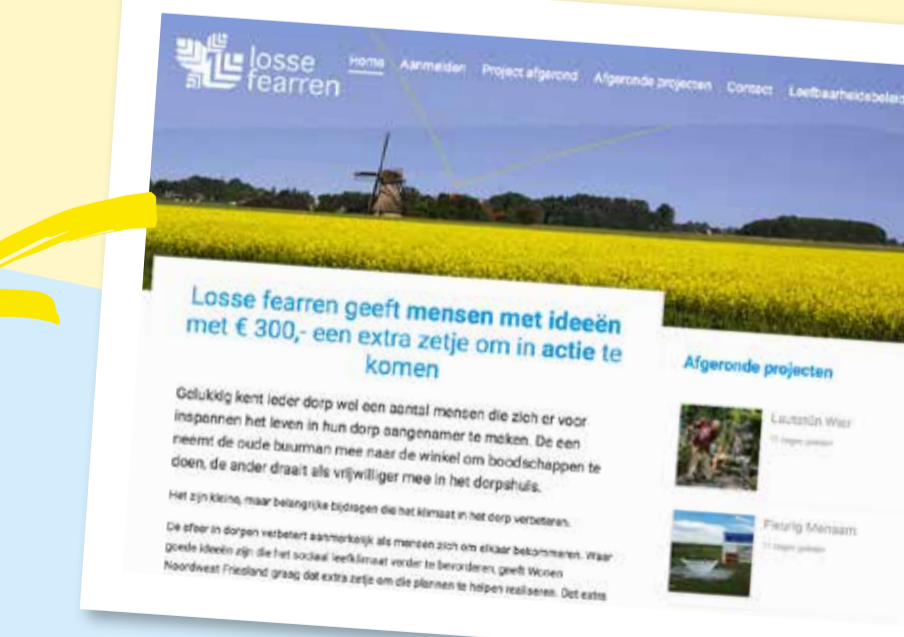 losse
fearren
Home Aanmelden Project afgerond Afgeronde projecten Contact Leefbaarheidsbeleid
Losse fearren geeft mensen met ideeën
met € 300,- een extra zetje om in actie te
komen
Afgeronde projecten
Gelukkig kent ieder dorp wel een aantal mensen die zich er voor
inspannen het leven in hun dorp aangenamer te maken. De een
neemt de oude buurman mee naar de winkel om boodschappen te
doen, de ander draait als vrijwilliger mee in het dorpshuis.
Het zijn kleine, maar belangrijke bijdragen die het klimaat in het dorp verbeteren.
De sfeer in dorpen verbetert aanmerkelijk als mensen zich om elkaar bekommeren. Waar
goede ideeën zijn die het sociaal leefklimaat verder te bevorderen, geeft Wonen
Noordwest Friesland graag dat extra zetje om die plannen te helpen realiseren. Dat extra
Wier
Fleurig Menaam